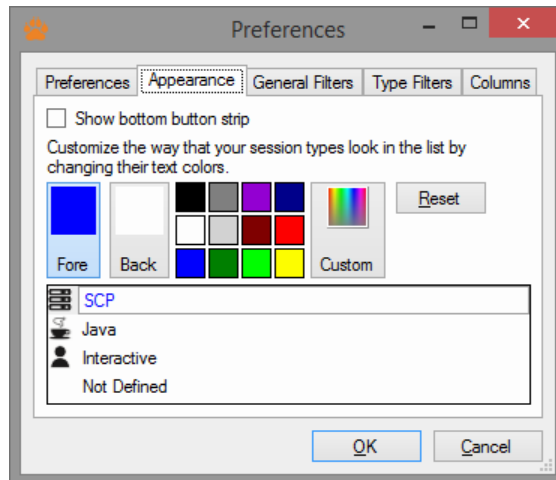 Preferences
Preferences Appearance General Filters Type Filters Columns
Show bottom button strip
Customize the way that your session types look in the list by
changing their text colors.
Reset
Fore Back Custom
SCP
Java
Interactive
Not Defined
OK Cancel